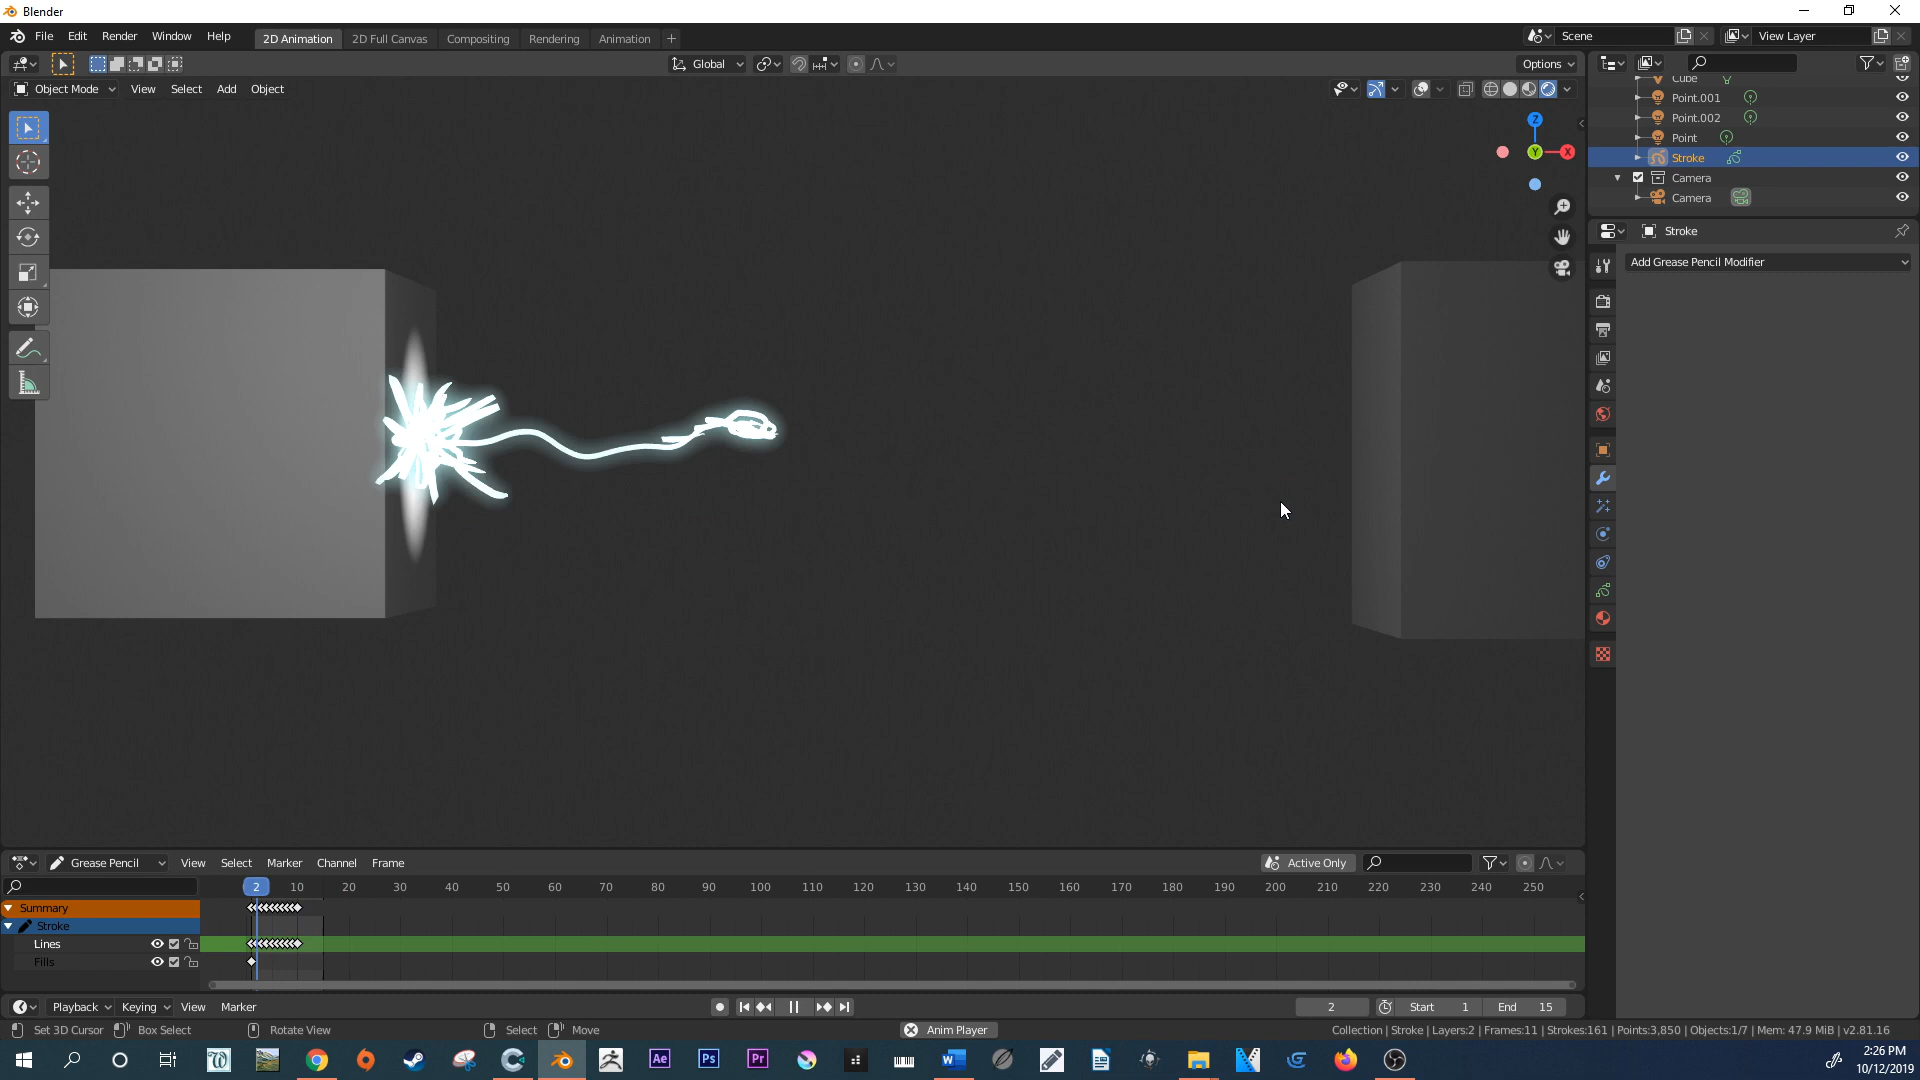 Blender
File Edit Render Window Help 2D Animation 2D Full Canvas Compositing Rendering Animation + Scene View Layer
Global Options
Object Mode View Select Add Object
Cube
Point.001
Point.002
Point
Stroke
Camera
Camera
Z
Y X
Stroke
Add Grease Pencil Modifier
Grease Pencil View Select Marker Channel Frame Active Only
2 10 20 30 40 50 60 70 80 90 100 110 120 130 140 150 160 170 180 190 200 210 220 230 240 250
Summary
Stroke
Lines
Fills
Playback Keying View Marker 2 Start 1 End 15
Set 3D Cursor Box Select Rotate View Select Move Anim Player Collection | Stroke | Layers:2 | Frames:11 | Strokes:161 | Points:3,850 | Objects:1/7 | Mem: 47.9 MiB | v2.81.16
Ae Ps Pr
2:26 PM
10/12/2019